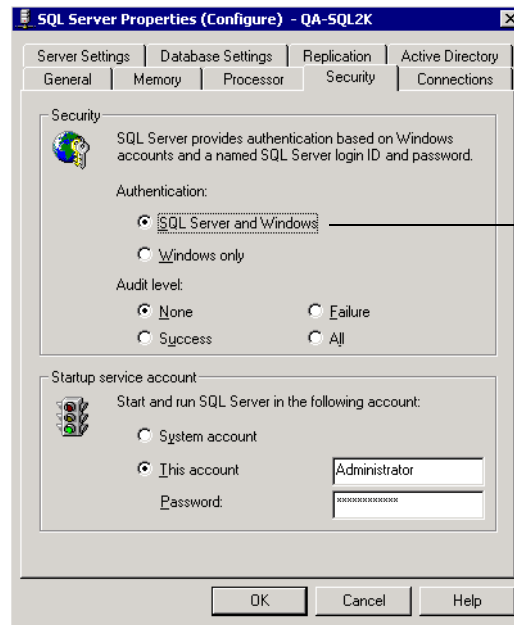 SQL Server Properties (Configure) - QA-SQL2K
Server Settings Database Settings Replication Active Directory
General Memory Processor Security Connections
Security
SQL Server provides authentication based on Windows
accounts and a named SQL Server login ID and password.
Authentication:
SQL Server and Windows
Windows only
Audit level:
None Failure
Success All
Startup service account
Start and run SQL Server in the following account:
System account
This account Administrator
Password: xxxxxxxxxxxx
OK Cancel Help